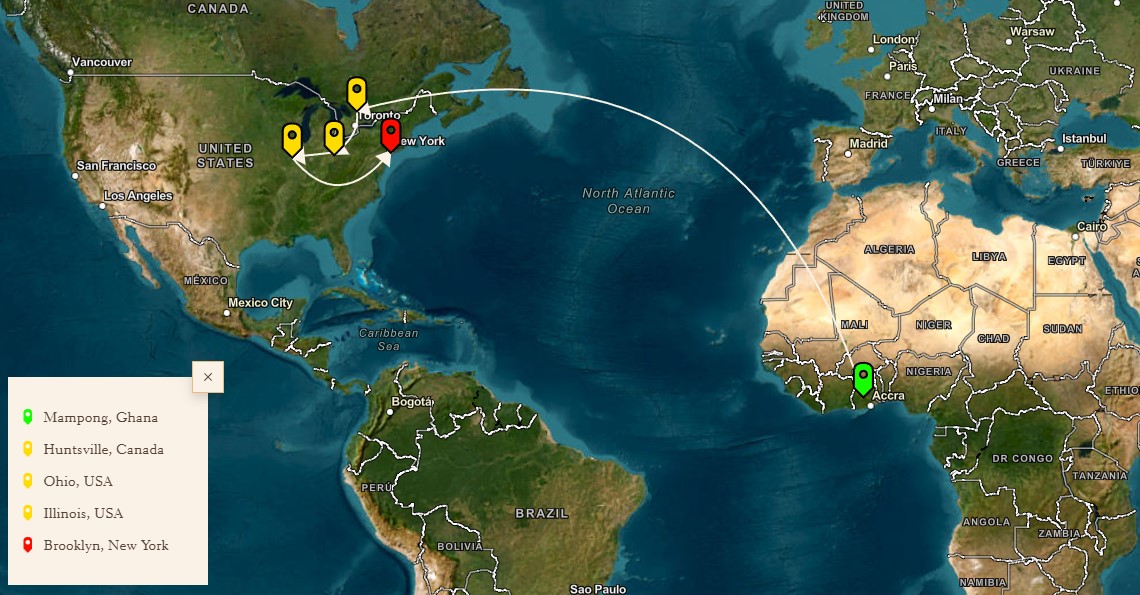 CANADA
UNITED
KINGDOM
London
Warsaw
Vancouver
Paris
UKRAINE
FRANCE
Milan
Toronto
ew York
ITALY
Istanbul
Madrid
UNITED
STATES
San Francisco
GREECE
TÜRKIYE
Los Angeles
North Atlantic
Ocean
Cairo
ALGERIA
LIBYA
EGYPT
MÉXICO
Mexico City
MALI
NIGER
CHAD
SUDAN
Caribbean
Sea
NIGERIA
ETHIO
Bogotá
Accra
Mampong, Ghana
Huntsville, Canada
DR CONGO
TANZANIA
Ohio, USA
PERÚ
Illinois, USA
BRAZIL
ANGOLA
ZAMBIA
Brooklyn, New York
BOLIVIA
NAMIBIA
Sao Paulo